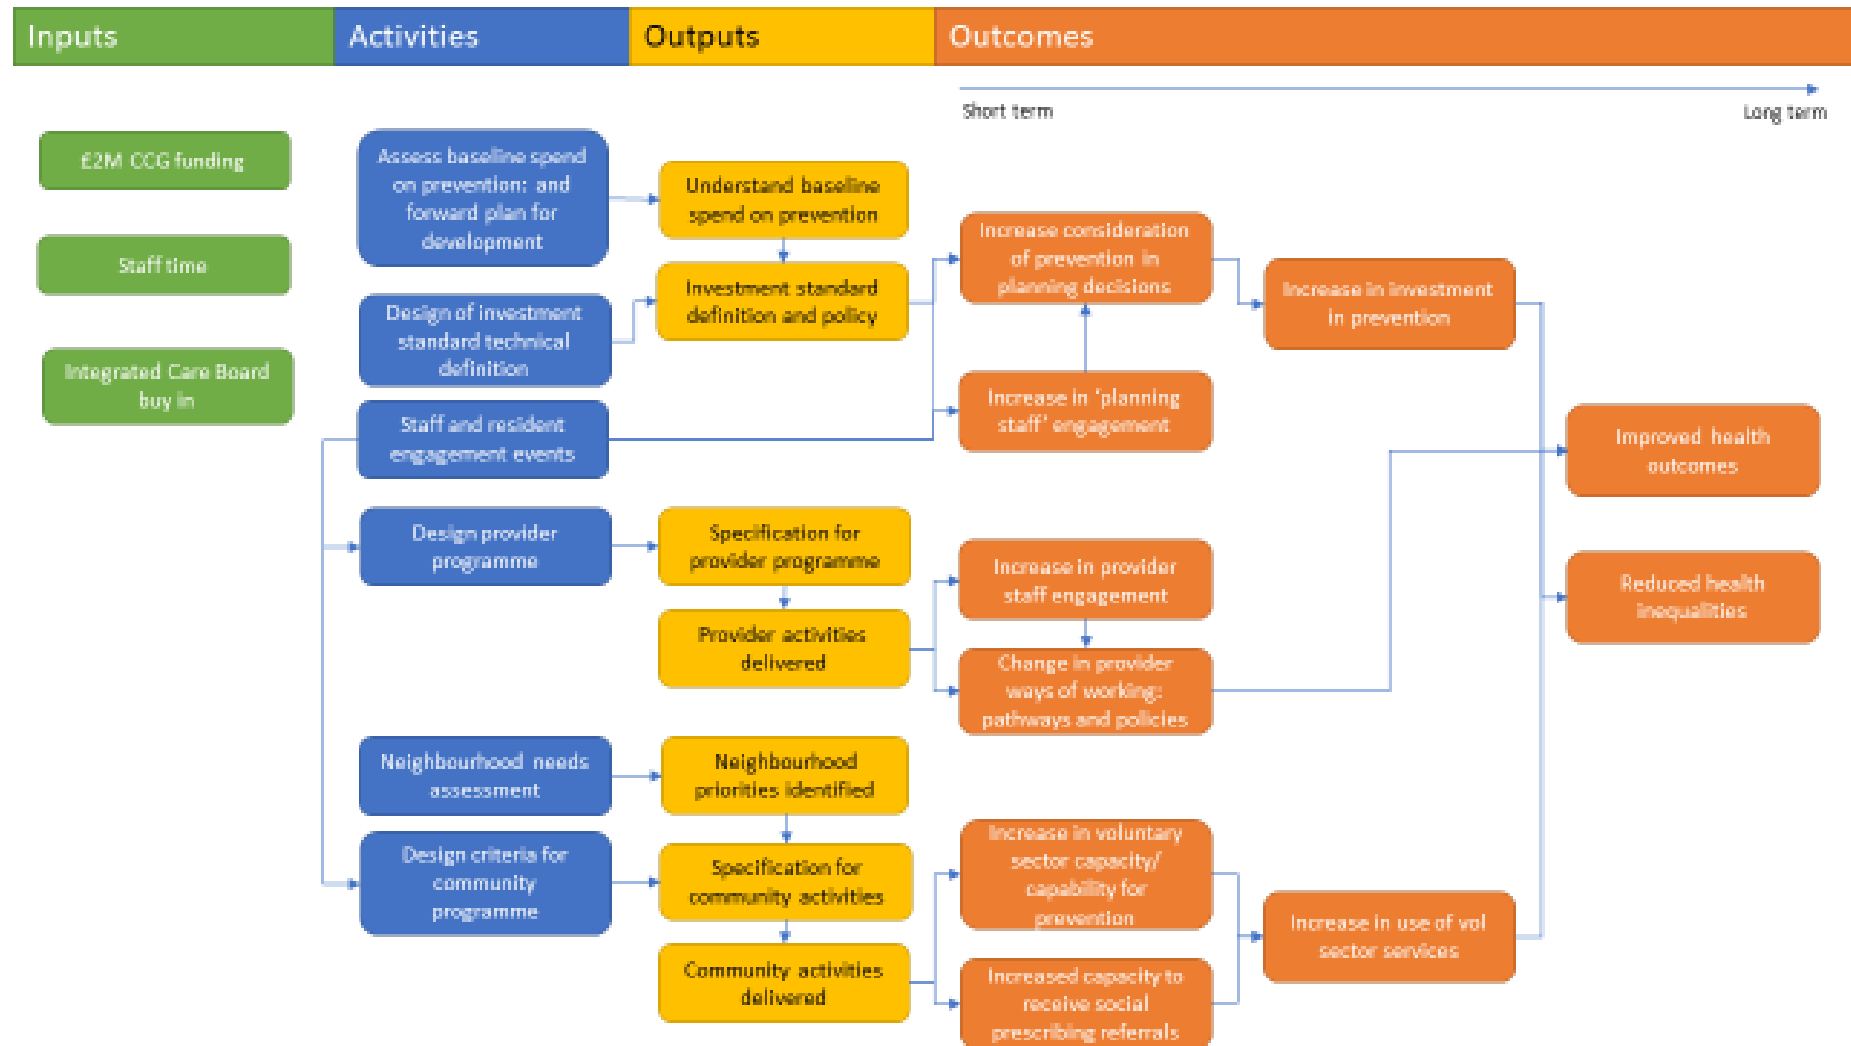 Inputs
Activities
Outputs
Outcomes
Short term
Long term
£2M CCG funding
Staff time
Integrated Care Board
buy in
Assess baseline spend
on prevention: and
forward plan for
development
Design of investment
standard technical
definition
Staff and resident
engagement events
Design provider
programme
Neighbourhood needs
assessment
Design criteria for
community
programme
Understand baseline
spend on prevention
Investment standard
definition and policy
Specification for
provider programme
Provider activities
delivered
Neighbourhood
priorities identified
Specification for
community activities
Community activities
delivered
Increase consideration
of prevention in
planning decisions
Increase in 'planning
staff' engagement
Increase in provider
staff engagement
Change in provider
ways of working:
pathways and policies
Increase in voluntary
sector capacity/
capability for
prevention
Increased capacity to
receive social
prescribing referrals
Increase in investment
in prevention
Increase in use of vol
sector services
Improved health
outcomes
Reduced health
inequalities